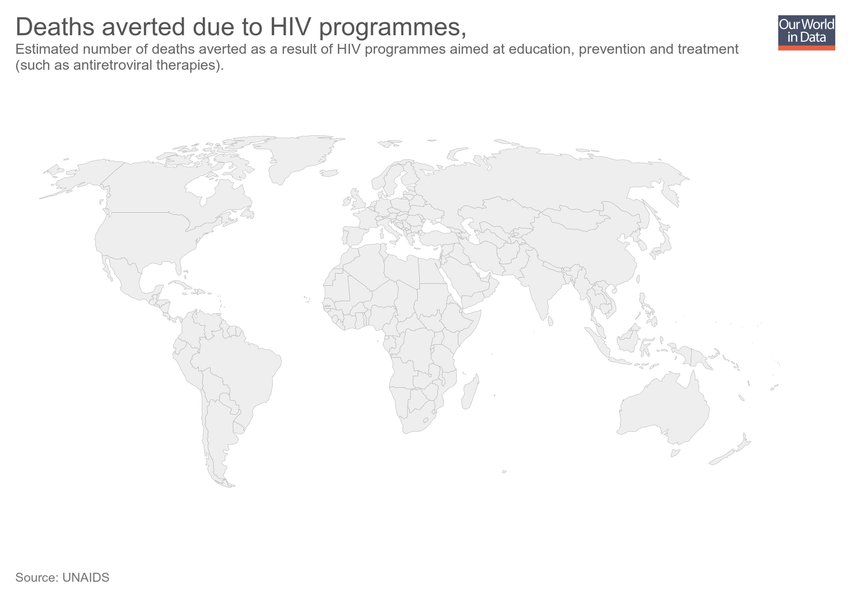 Deaths averted due to HIV programmes,
Our World
in Data
Estimated number of deaths averted as a result of HIV programmes aimed at education, prevention and treatment
(such as antiretroviral therapies).
Source: UNAIDS